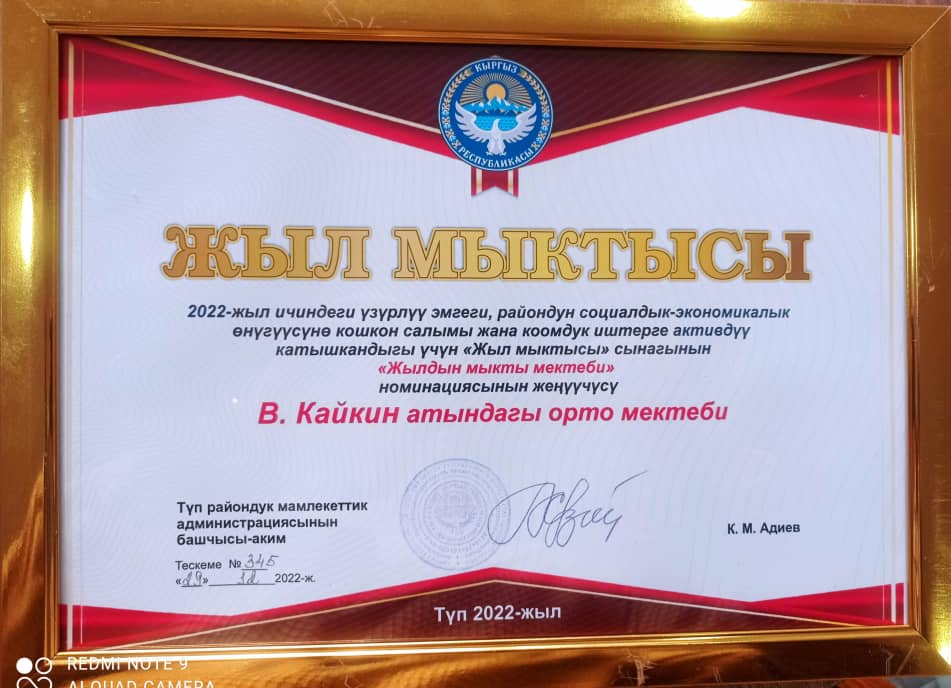 КЫРГЫЗ
РЕСПУБЛИКАСЫ
ЖЫЛ МЫКТЫСЫ
2022-жыл ичиндеги үзүрлүү эмгеги, райондун социалдык-экономикалык
өнүгүүсүнө кошкон салымы жана коомдук иштерге активдүү
катышкандыгы үчүн «Жыл мыктысы» сынагынын
«Жылдын мыкты мектеби»
номинациясынын жеңүүчүсү
В. Кайкин атындагы орто мектеби
Түп райондук мамлекеттик
администрациясынын
башчысы-аким
К. М. Адиев
Тескеме № 345
«29» 12 2022-ж.
Түп 2022-жыл
REDMI NOTE 9
AI QUAD CAMERA